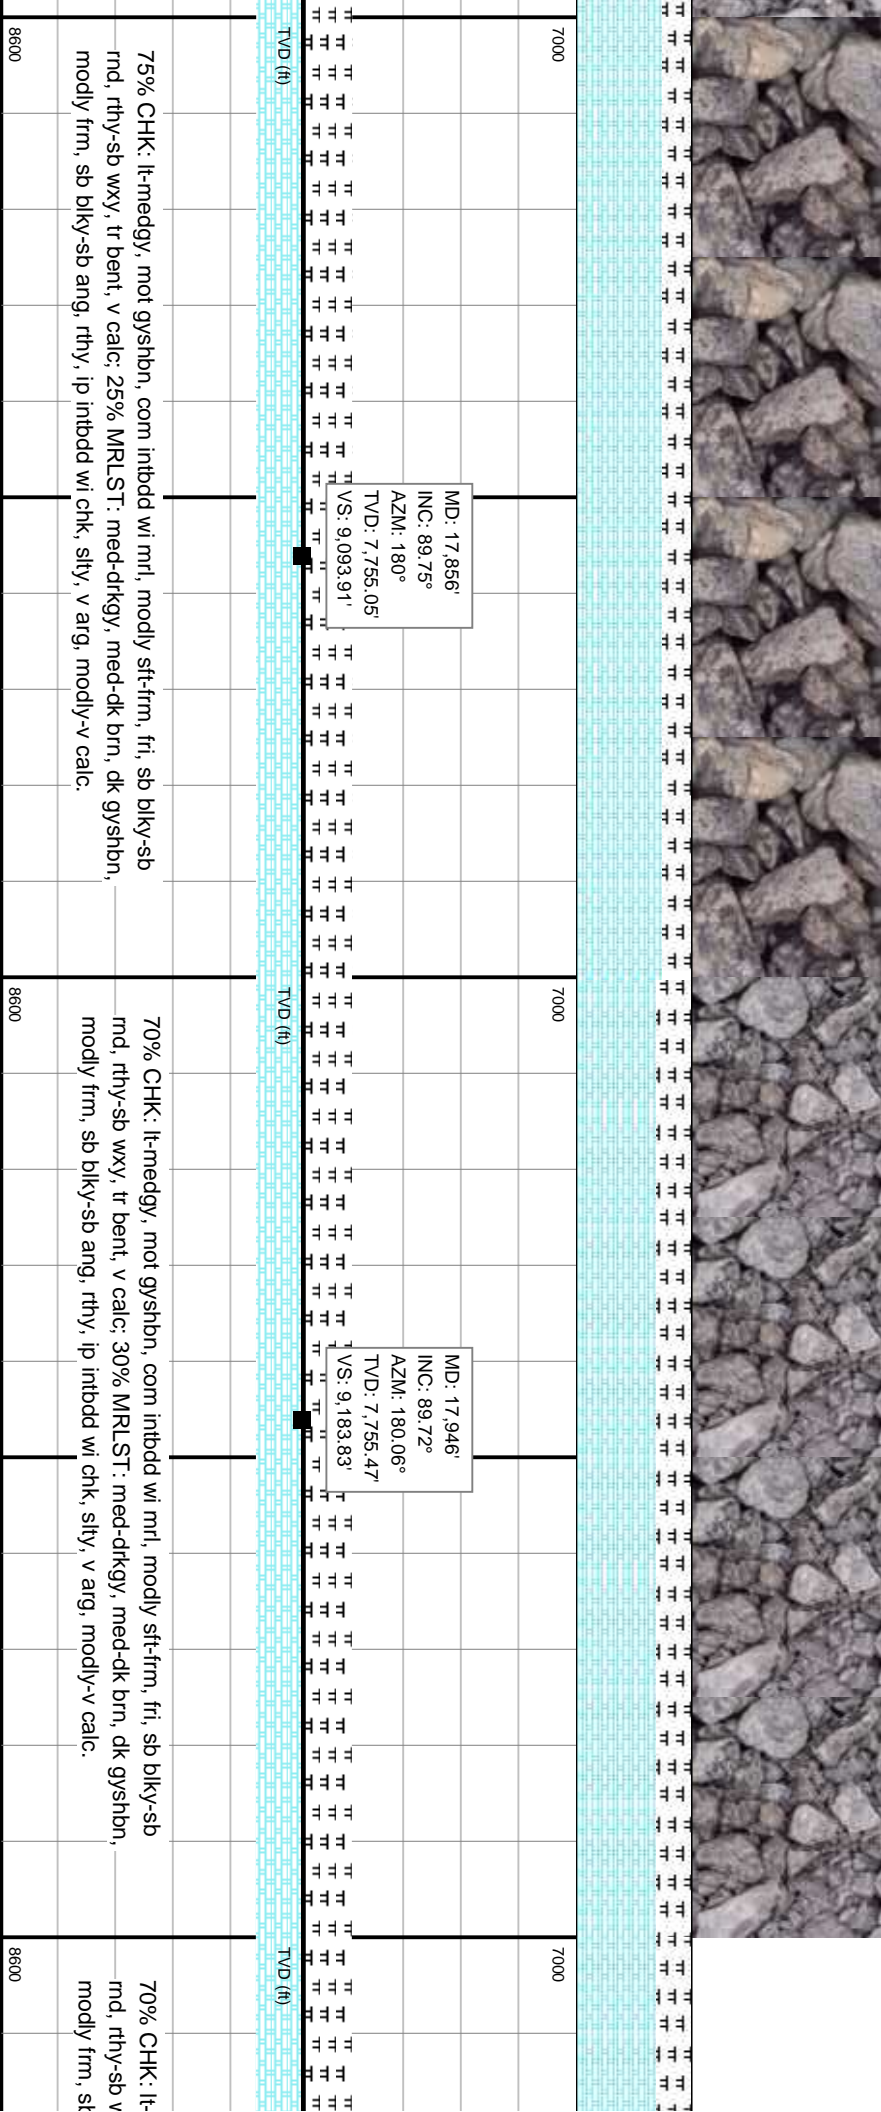 7000
TVD (ft)
8600
MD: 17,856'
INC: 89.75°
AZM: 180°
TVD: 7,755.05'
VS: 9,093.91'
75% CHK: lt-medgy, mot gyshbn, com intbdd wi mrl, modly sft-frm, fri, sb blky-sb
rnd, rthy-sb wxy, tr bent, v calc; 25% MRLST: med-drkgy, med-dk brn, dk gyshbn,
modly frm, sb blky-sb ang, rthy, ip intbdd wi chk, slty, v arg, modly-v calc.
7000
TVD (ft)
8600
MD: 17,946'
INC: 89.72°
AZM: 180.06°
TVD: 7,755.47'
VS: 9,183.83'
70% CHK: lt-medgy, mot gyshbn, com intbdd wi mrl, modly sft-frm, fri, sb blky-sb
rnd, rthy-sb wxy, tr bent, v calc; 30% MRLST: med-drkgy, med-dk brn, dk gyshbn,
modly frm, sb blky-sb ang, rthy, ip intbdd wi chk, slty, v arg, modly-v calc.
7000
TVD (ft)
8600
70% CHK: lt-
rnd, rthy-sb w
modly frm, sb